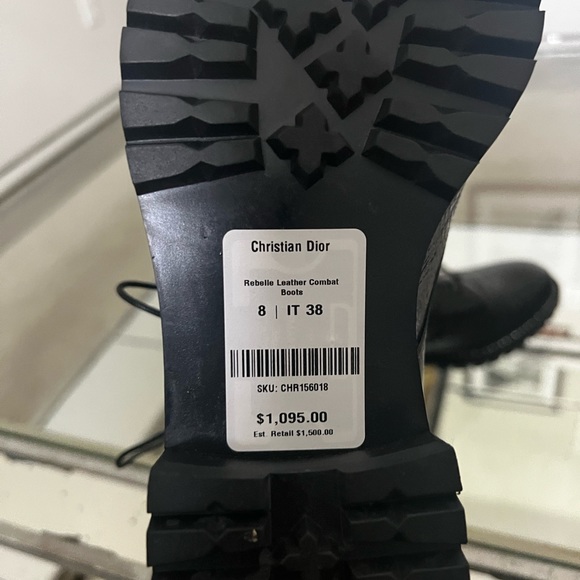 Christian Dior
Rebelle Leather Combat
Boots
8 | IT 38
SKU: CHR156018
$1,095.00
Est. Retail $1,500.00